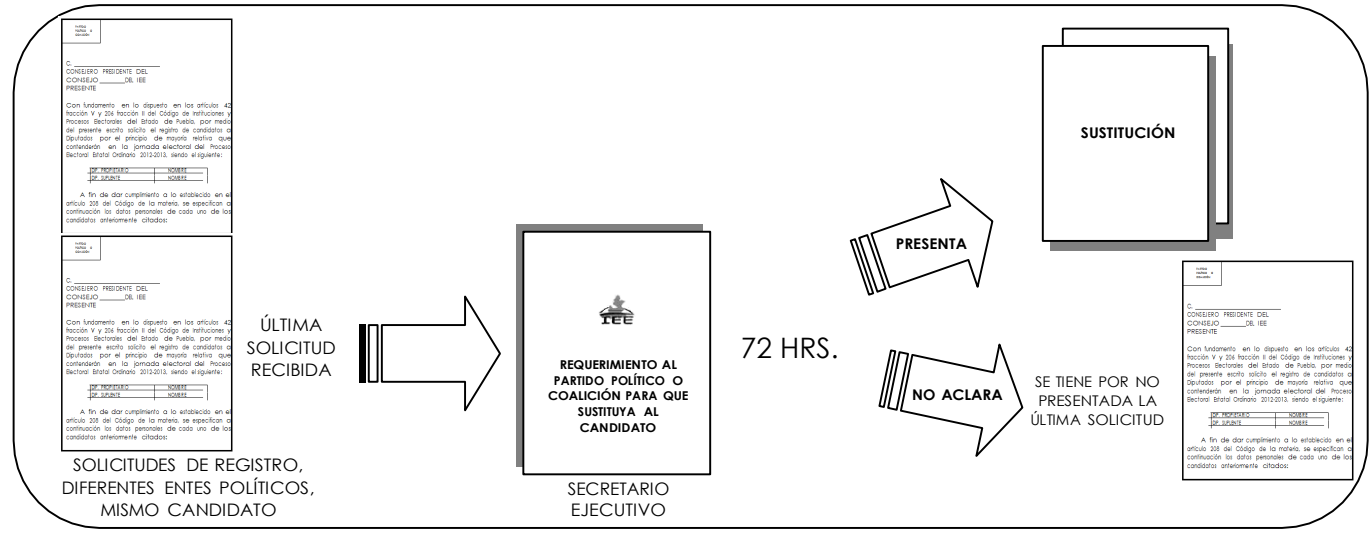 PARTIDO
POLÍTICO O
COALICIÓN
C. ____________________
CONSEJERO PRESIDENTE DEL
CONSEJO ______DEL IEE
PRESENTE
Con fundamento en lo dispuesto en los artículos 42
fracción V y 206 fracción II del Código de Instituciones y
Procesos Electorales del Estado de Puebla, por medio
del presente escrito solicito el registro de candidatos a
Diputados por el principio de mayoría relativa que
contenderán en la jornada electoral del Proceso
Electoral Estatal Ordinario 2012-2013, siendo el siguiente:
DIP. PROPIETARIO NOMBRE
DIP. SUPLENTE NOMBRE
A fin de dar cumplimiento a lo establecido en el
artículo 208 del Código de la materia, se especifican a
continuación los datos personales de cada uno de los
candidatos anteriormente citados:
PARTIDO
POLÍTICO O
COALICIÓN
C. ____________________
CONSEJERO PRESIDENTE DEL
CONSEJO ______DEL IEE
PRESENTE
Con fundamento en lo dispuesto en los artículos 42
fracción V y 206 fracción II del Código de Instituciones y
Procesos Electorales del Estado de Puebla, por medio
del presente escrito solicito el registro de candidatos a
Diputados por el principio de mayoría relativa que
contenderán en la jornada electoral del Proceso
Electoral Estatal Ordinario 2012-2013, siendo el siguiente:
DIP. PROPIETARIO NOMBRE
DIP. SUPLENTE NOMBRE
A fin de dar cumplimiento a lo establecido en el
artículo 208 del Código de la materia, se especifican a
continuación los datos personales de cada uno de los
candidatos anteriormente citados:
SOLICITUDES DE REGISTRO,
DIFERENTES ENTES POLÍTICOS,
MISMO CANDIDATO
ÚLTIMA
SOLICITUD
RECIBIDA
IEE
REQUERIMIENTO AL
PARTIDO POLÍTICO O
COALICIÓN PARA QUE
SUSTITUYA AL
CANDIDATO
SECRETARIO
EJECUTIVO
72 HRS.
PRESENTA
SUSTITUCIÓN
NO ACLARA
SE TIENE POR NO
PRESENTADA LA
ÚLTIMA SOLICITUD
PARTIDO
POLÍTICO O
COALICIÓN
C. ____________________
CONSEJERO PRESIDENTE DEL
CONSEJO ______DEL IEE
PRESENTE
Con fundamento en lo dispuesto en los artículos 42
fracción V y 206 fracción II del Código de Instituciones y
Procesos Electorales del Estado de Puebla, por medio
del presente escrito solicito el registro de candidatos a
Diputados por el principio de mayoría relativa que
contenderán en la jornada electoral del Proceso
Electoral Estatal Ordinario 2012-2013, siendo el siguiente:
DIP. PROPIETARIO NOMBRE
DIP. SUPLENTE NOMBRE
A fin de dar cumplimiento a lo establecido en el
artículo 208 del Código de la materia, se especifican a
continuación los datos personales de cada uno de los
candidatos anteriormente citados: